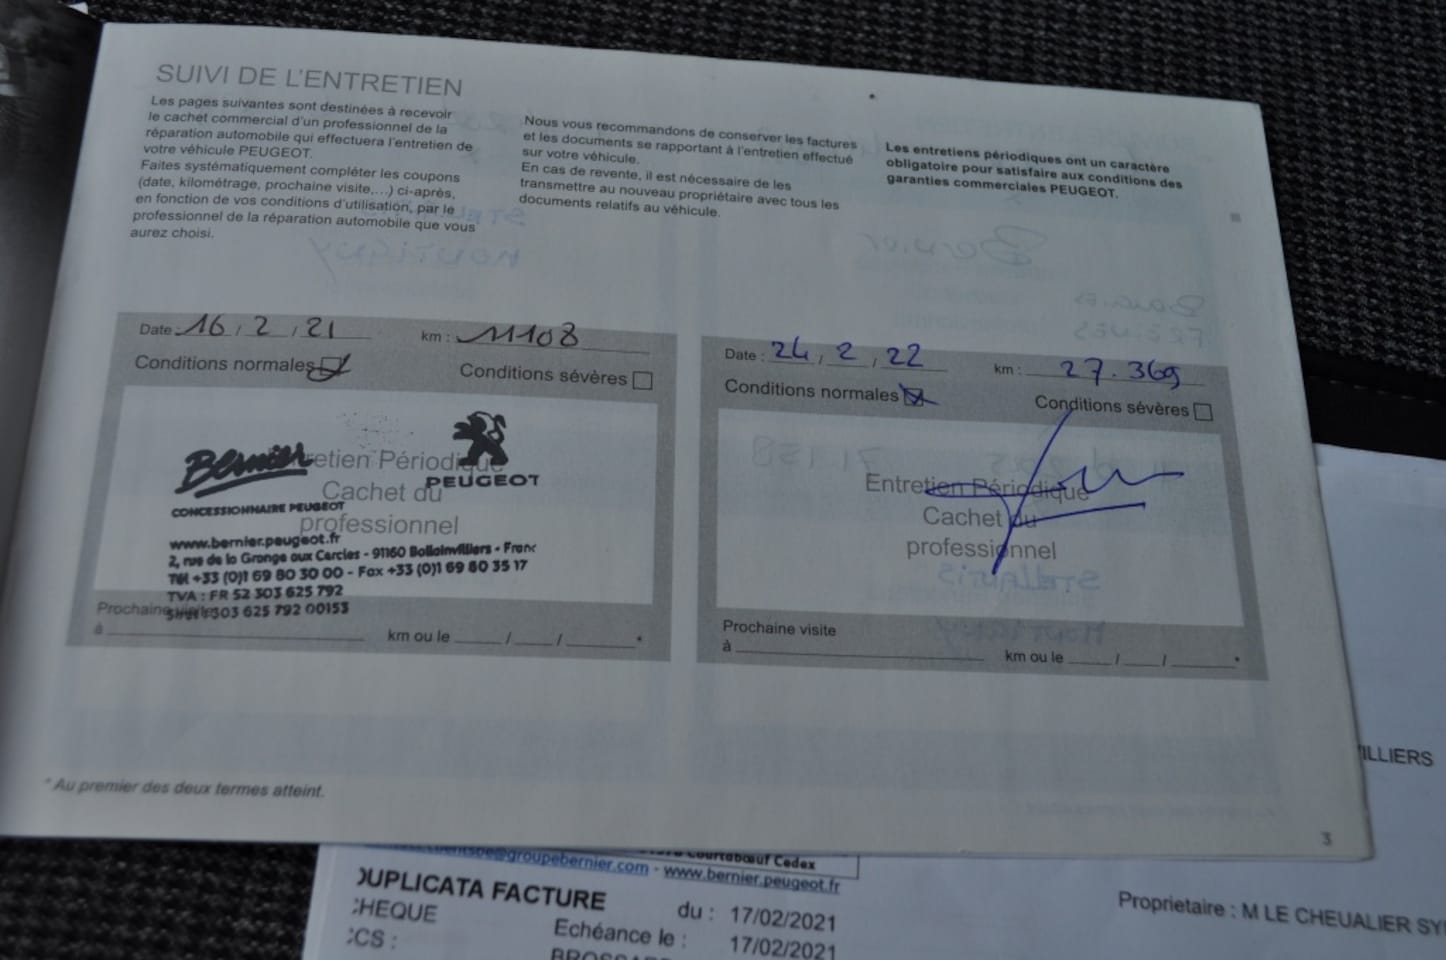 SUIVI DE L'ENTRETIEN
Les pages suivantes sont destinées à recevoir
le cachet commercial d'un professionnel de la
réparation automobile qui effectuera l'entretien de
votre véhicule PEUGEOT.
Faites systématiquement compléter les coupons
(date, kilométrage, prochaine visite,...) ci-après,
en fonction de vos conditions d'utilisation, par le
professionnel de la réparation automobile que vous
aurez choisi.
Nous vous recommandons de conserver les factures
et les documents se rapportant à l'entretien effectué
sur votre véhicule.
En cas de revente, il est nécessaire de les
transmettre au nouveau propriétaire avec tous les
documents relatifs au véhicule.
Les entretiens périodiques ont un caractère
obligatoire pour satisfaire aux conditions des
garanties commerciales PEUGEOT.
Date : 16 / 2 / 21 km : 11108
Conditions normales Conditions sévères
Bernier
PEUGEOT
retien Périodique
Cachet du
professionnel
CONCESSIONNAIRE PEUGEOT
www.bernier.peugeot.fr
2, rue de la Grange aux Cercles - 91160 Ballainvilliers - Franc
Tél +33 (0)1 69 80 30 00 - Fax +33 (0)1 69 80 35 17
TVA : FR 52 303 625 792
Siret : 303 625 792 00153
Prochaine visite
à km ou le / / *
Date : 24 / 2 / 22 km : 27.369
Conditions normales Conditions sévères
Entretien Périodique
Cachet du
professionnel
Prochaine visite
à km ou le / / *
* Au premier des deux termes atteint.
3
ILLIERS
Courtabœuf Cedex
@groupebernier.com - www.bernier.peugeot.fr
DUPLICATA FACTURE du : 17/02/2021
CHEQUE Echéance le : 17/02/2021
CS :
Proprietaire : M LE CHEUALIER SY